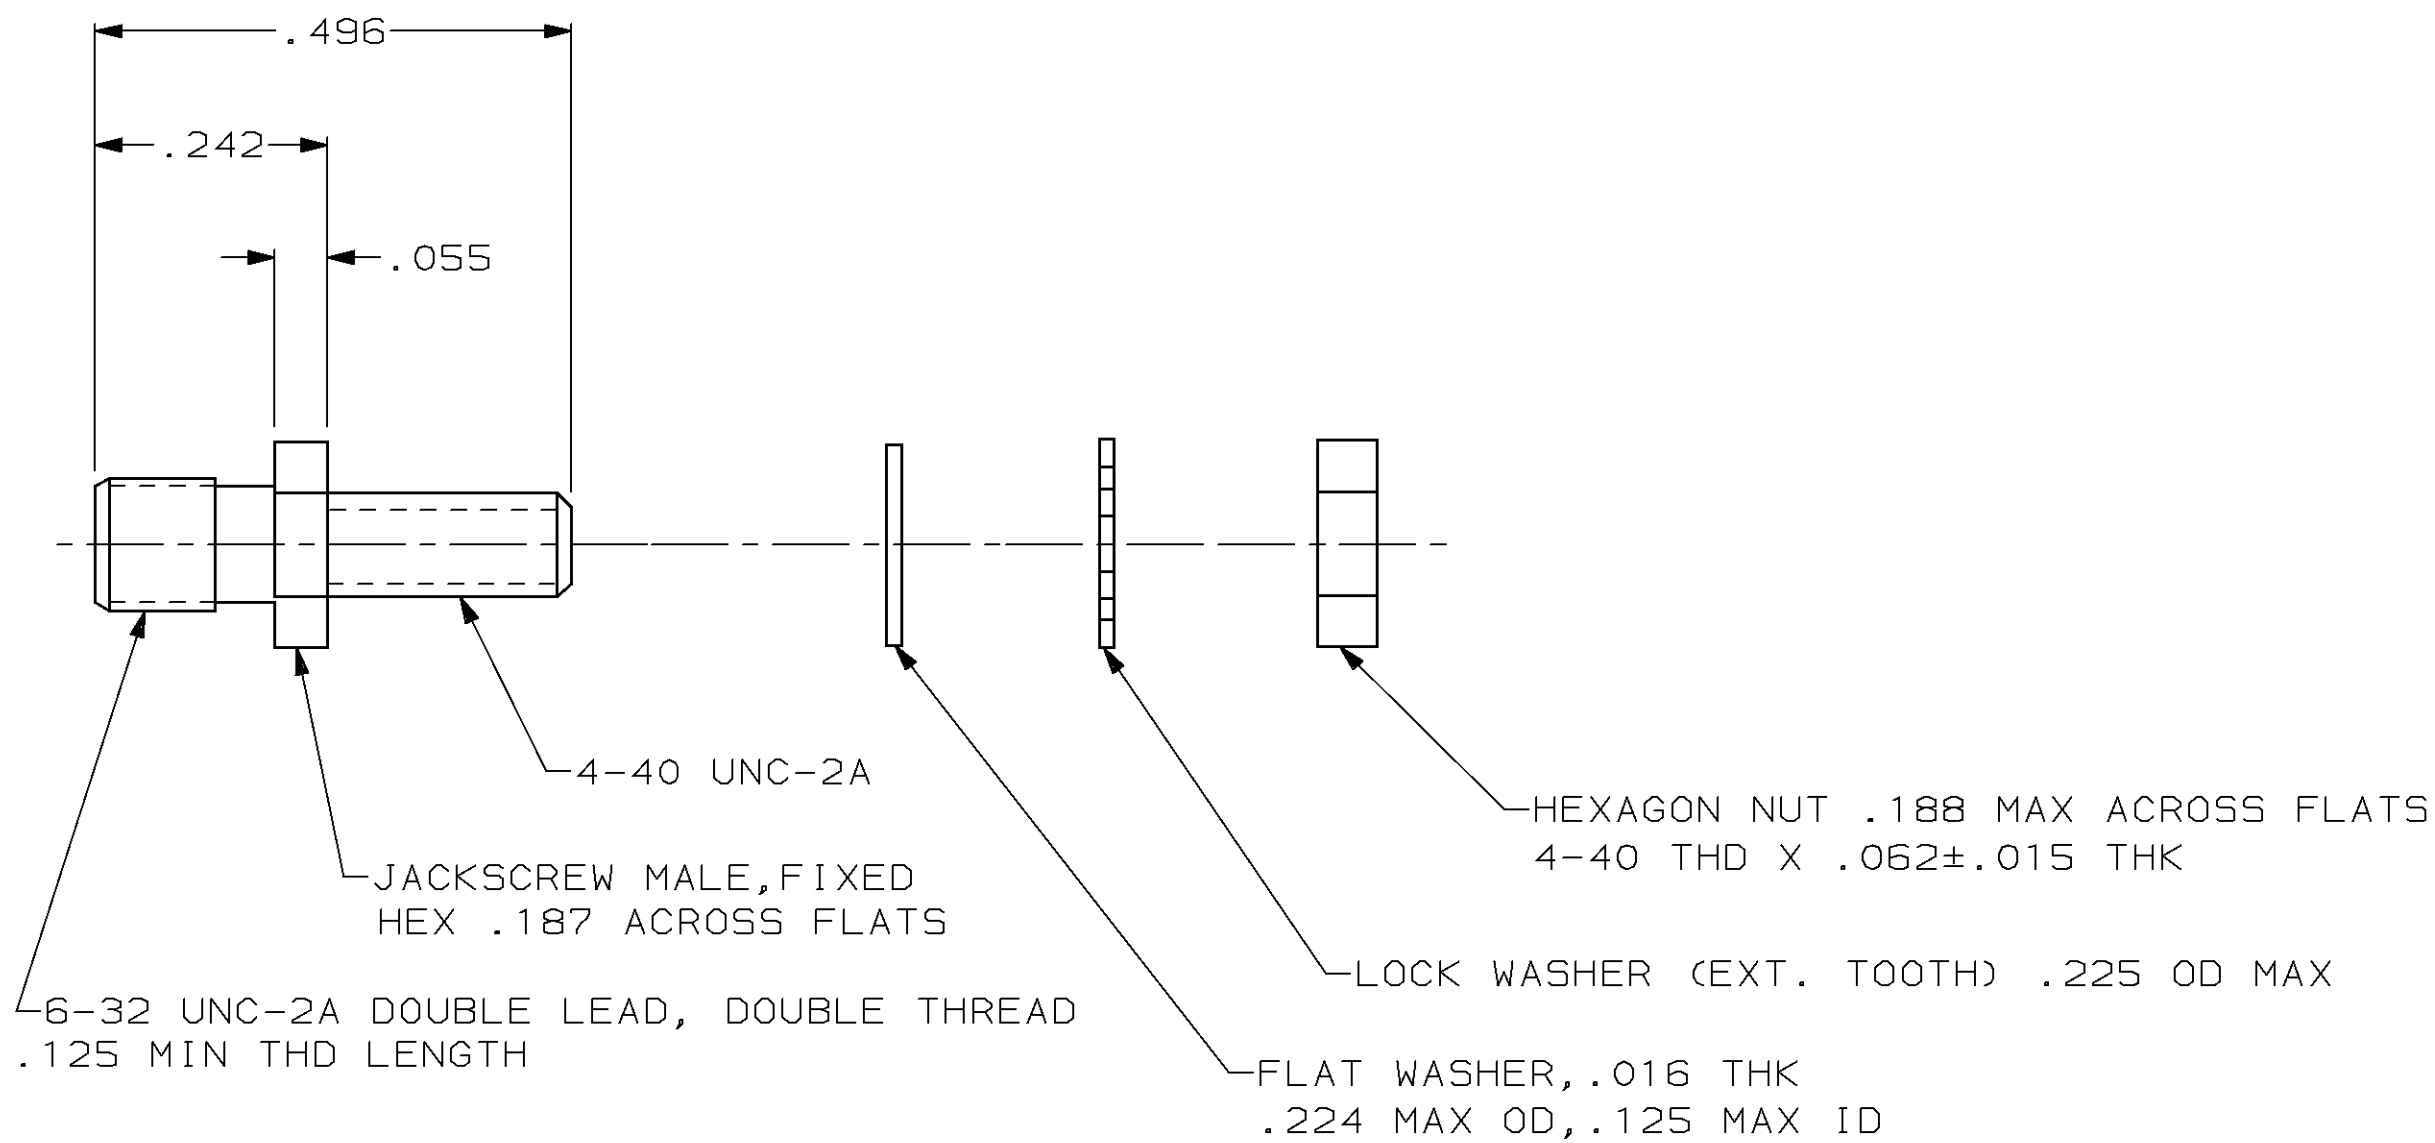 .496
.242
.055
4-40 UNC-2A
HEXAGON NUT .188 MAX ACROSS FLATS
4-40 THD X .062±.015 THK
JACKSCREW MALE,FIXED
HEX .187 ACROSS FLATS
LOCK WASHER (EXT. TOOTH) .225 OD MAX
6-32 UNC-2A DOUBLE LEAD, DOUBLE THREAD
.125 MIN THD LENGTH
FLAT WASHER,.016 THK
.224 MAX OD,.125 MAX ID